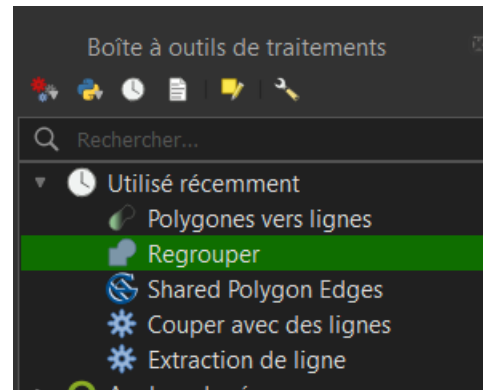 Boîte à outils de traitements
Rechercher...
Utilisé récemment
Polygones vers lignes
Regrouper
Shared Polygon Edges
Couper avec des lignes
Extraction de ligne